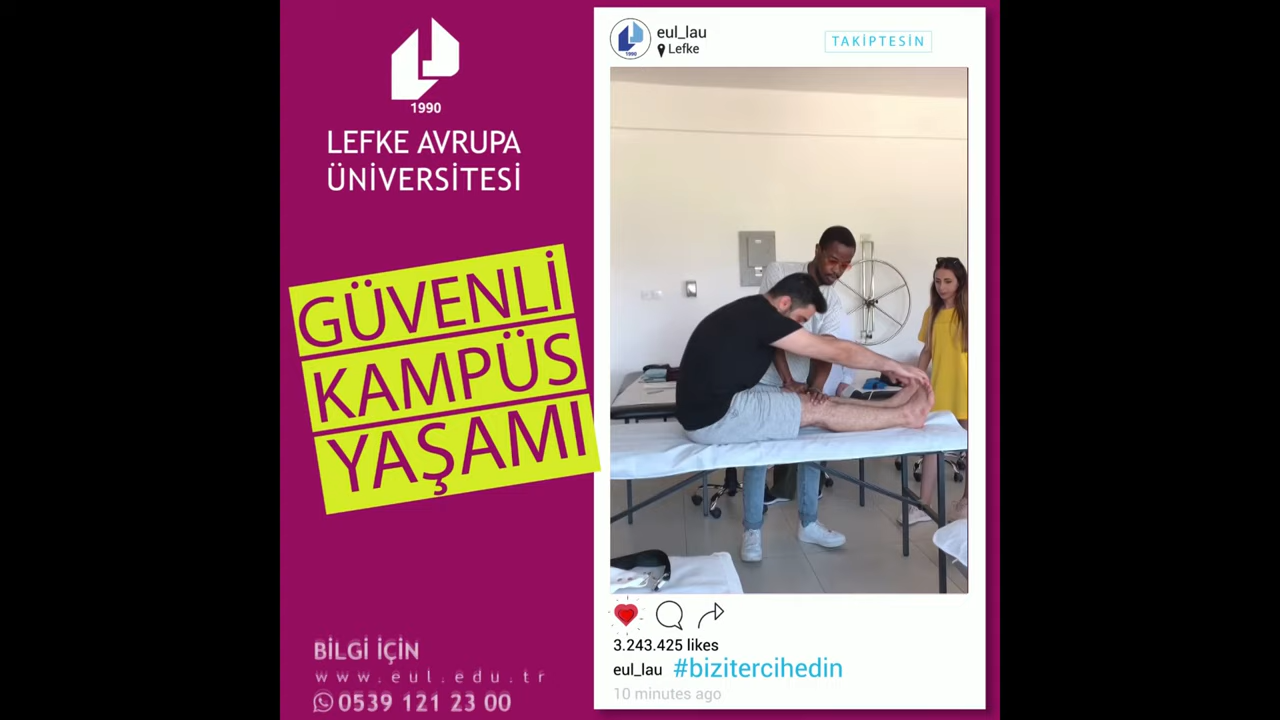 1990
LEFKE AVRUPA
ÜNİVERSİTESİ
GÜVENLİ
KAMPÜS
YAŞAMI
BİLGİ İÇİN
www.eul.edu.tr
0539 121 23 00
eul_lau
Lefke
TAKİPTESİN
1990
3.243.425 likes
eul_lau #bizitercihedin
10 minutes ago